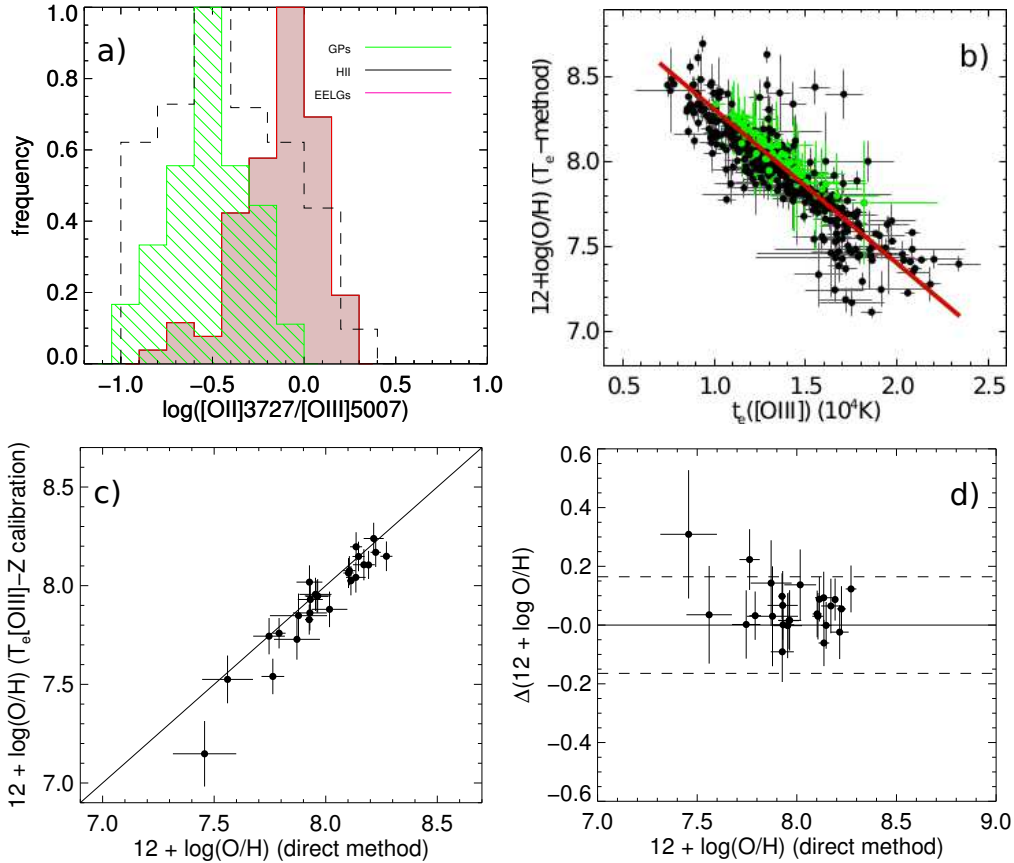 a)
GPs
HII
EELGs
frequency
1.0
0.8
0.6
0.4
0.2
0.0
−1.0 −0.5 0.0 0.5 1.0
log([OII]3727/[OIII]5007)
b)
12+log(O/H) (Te−method)
8.5
8.0
7.5
7.0
0.5 1.0 1.5 2.0 2.5
te([OIII]) (10⁴K)
c)
12 + log(O/H) (Te[OIII]−Z calibration)
8.5
8.0
7.5
7.0
7.0 7.5 8.0 8.5
12 + log(O/H) (direct method)
d)
Δ(12 + log O/H)
0.6
0.4
0.2
−0.0
−0.2
−0.4
−0.6
7.0 7.5 8.0 8.5 9.0
12 + log(O/H) (direct method)